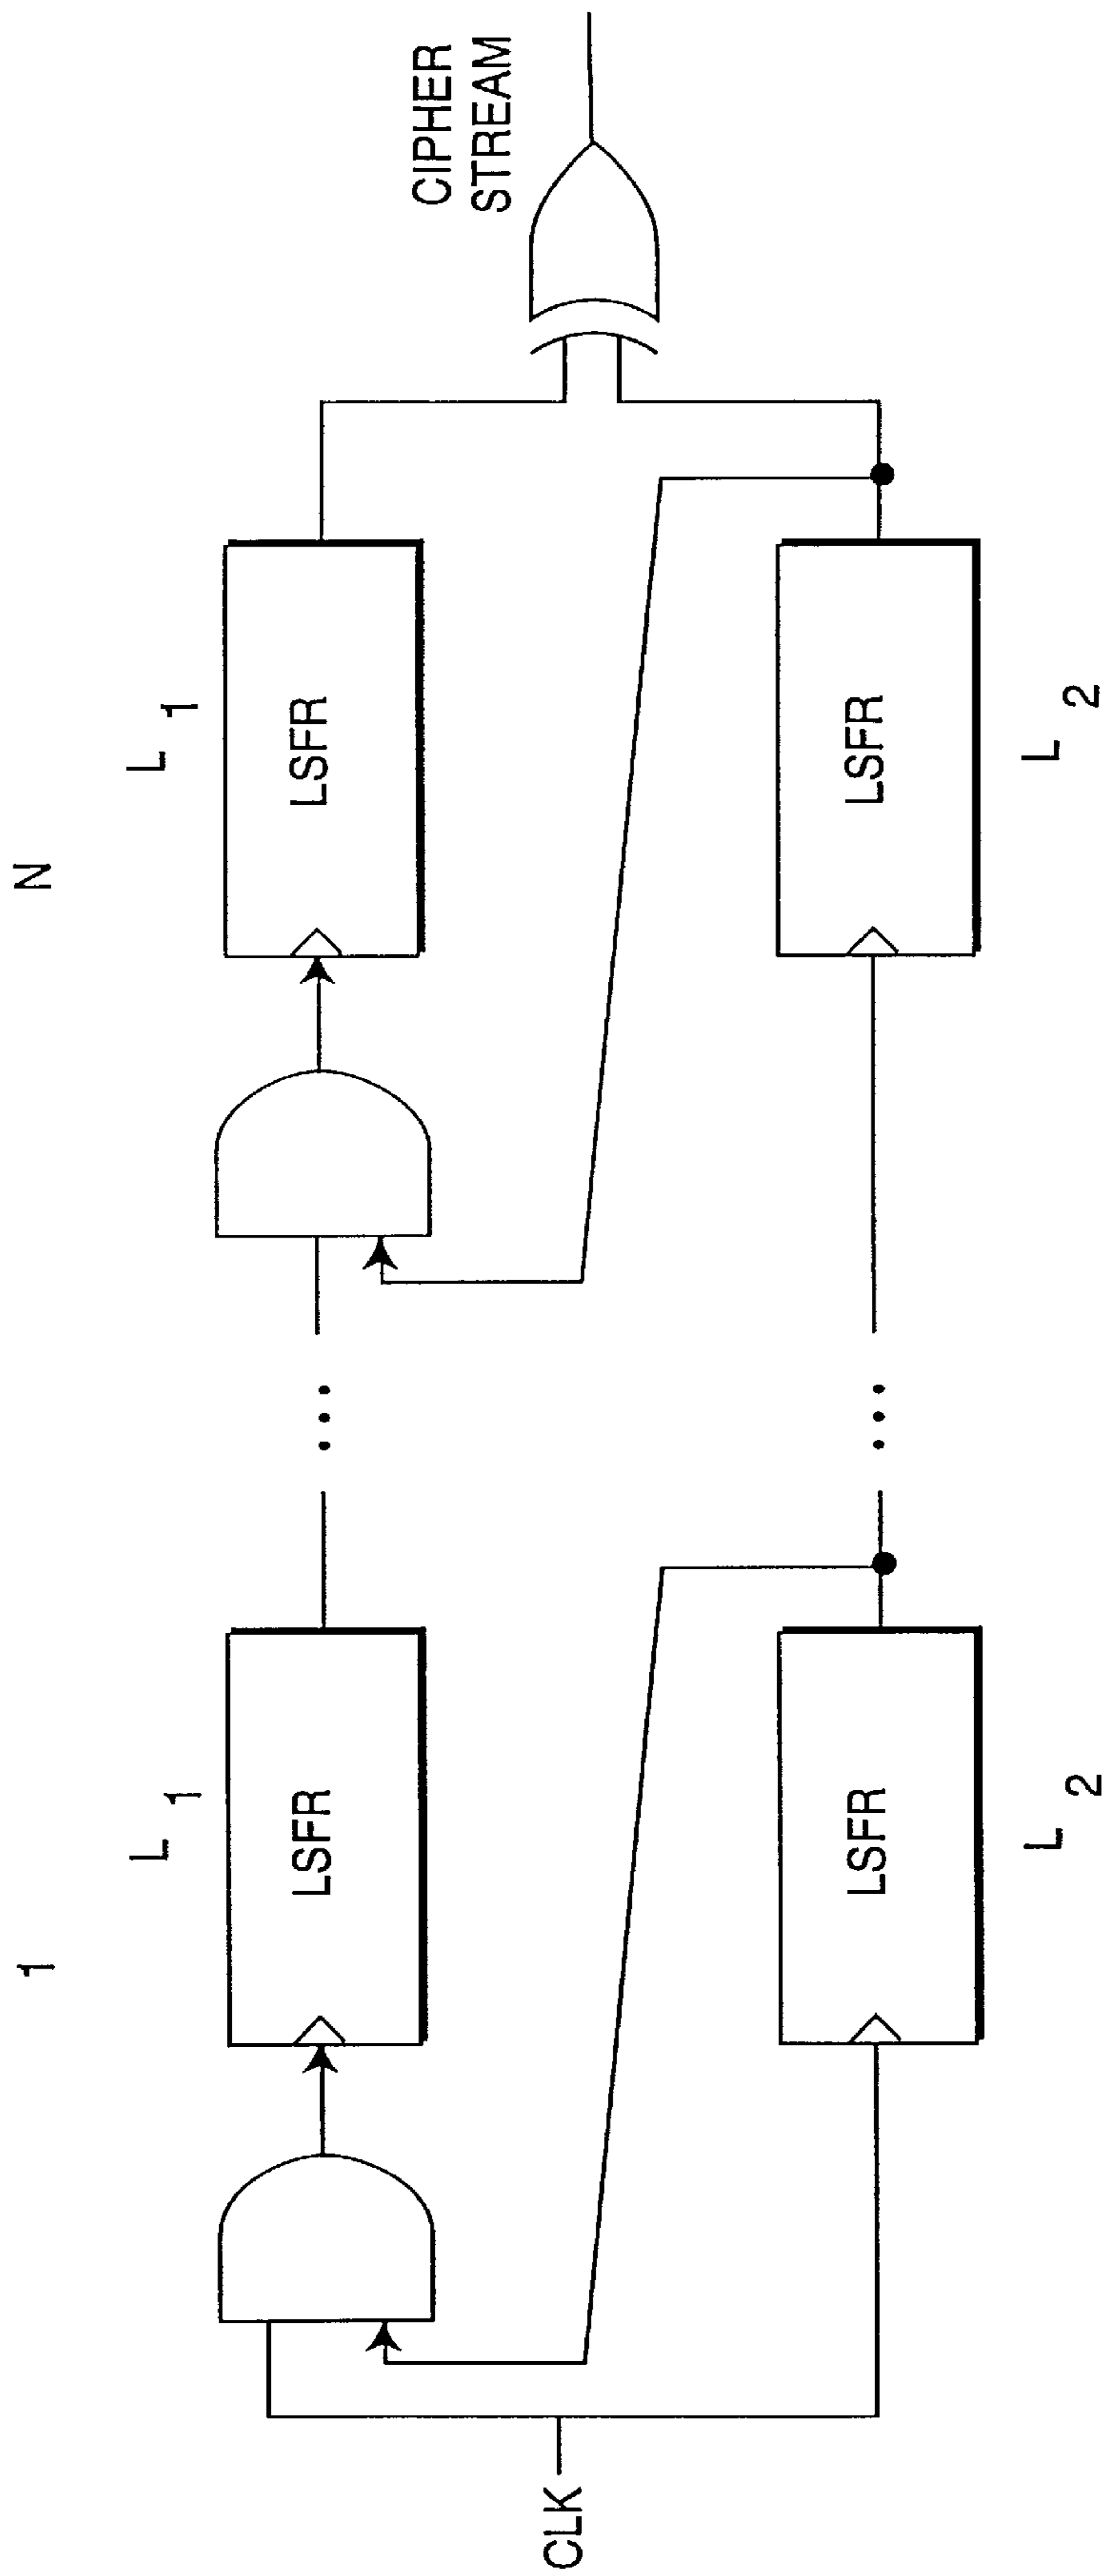 1
N
L 1
L 1
LSFR
LSFR
CIPHER
STREAM
CLK
LSFR
LSFR
L 2
L 2